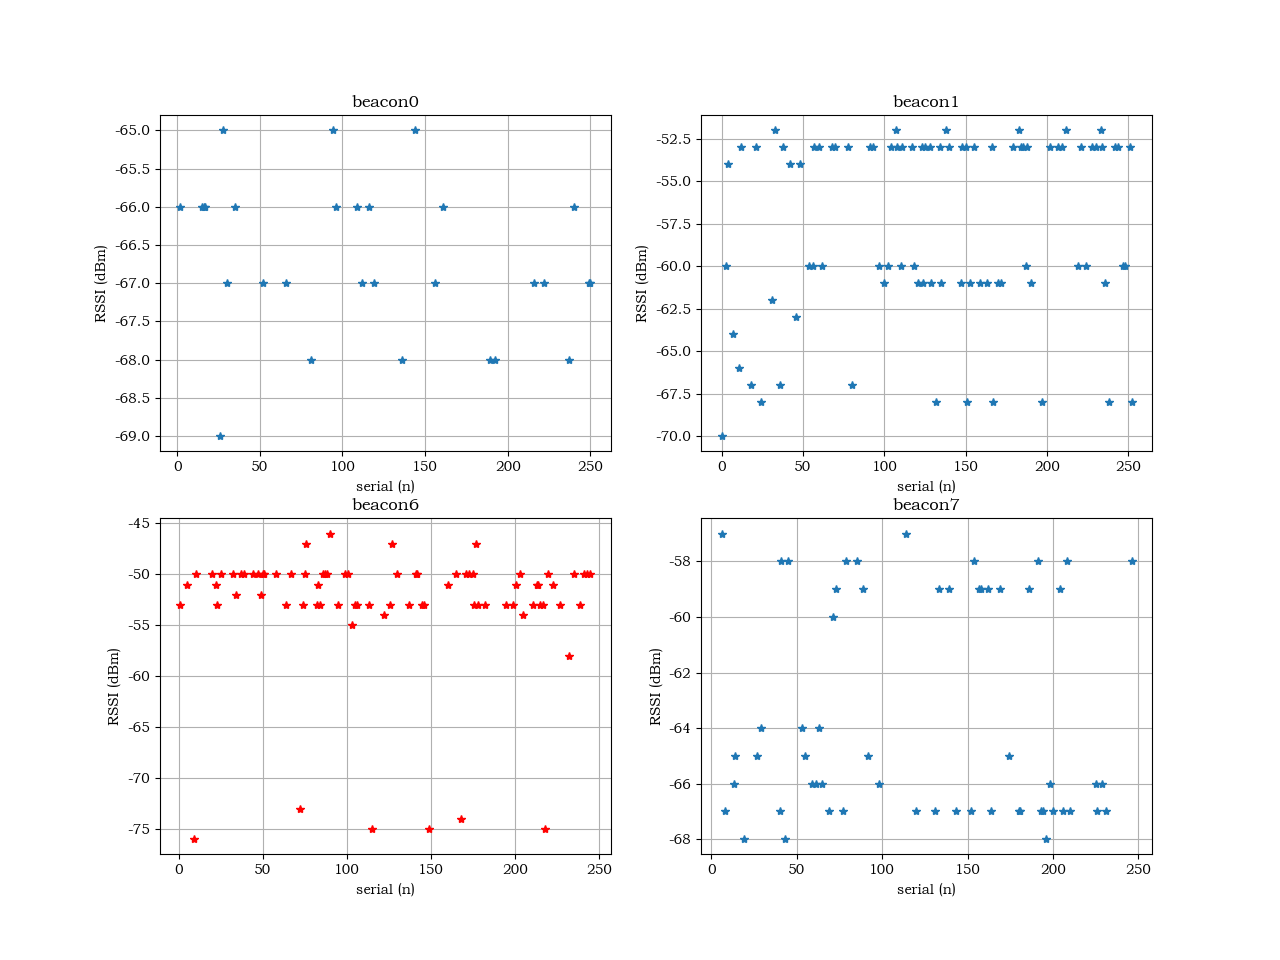 beacon0
-65.0
-65.5
-66.0
-66.5
-67.0
-67.5
-68.0
-68.5
-69.0
RSSI (dBm)
0 50 100 150 200 250
serial (n)
beacon1
-52.5
-55.0
-57.5
-60.0
-62.5
-65.0
-67.5
-70.0
RSSI (dBm)
0 50 100 150 200 250
serial (n)
beacon6
-45
-50
-55
-60
-65
-70
-75
RSSI (dBm)
0 50 100 150 200 250
serial (n)
beacon7
-58
-60
-62
-64
-66
-68
RSSI (dBm)
0 50 100 150 200 250
serial (n)